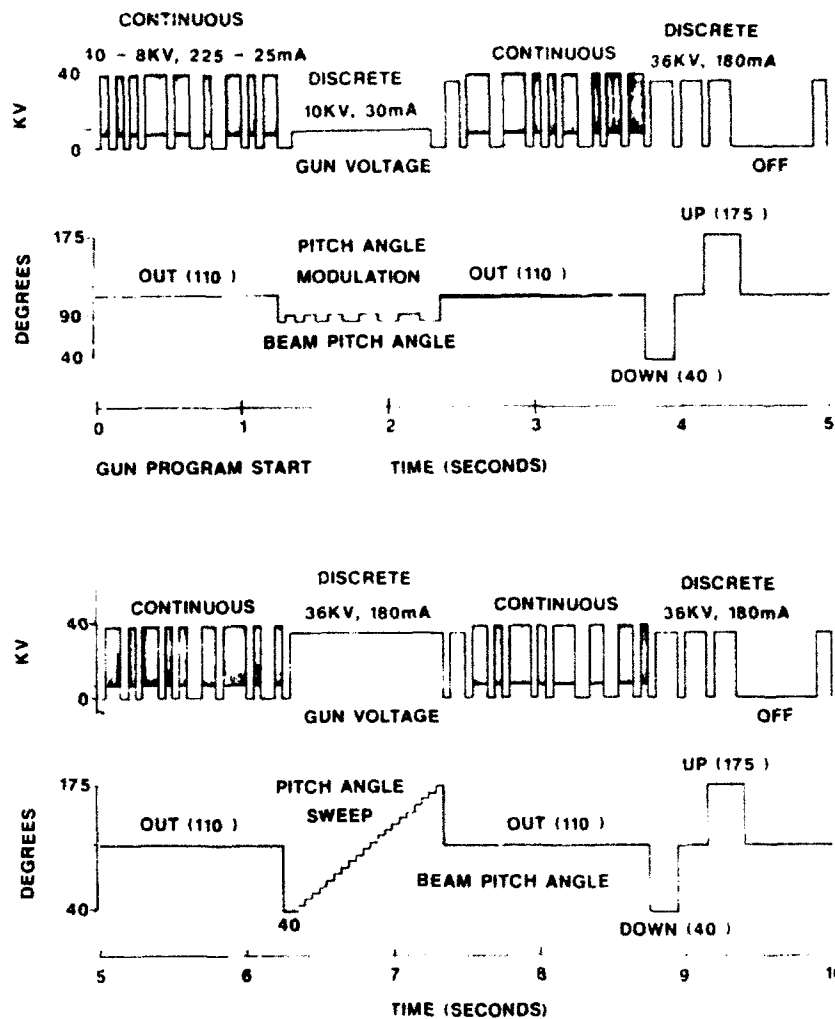 CONTINUOUS
10 - 8KV, 225 - 25mA
DISCRETE
10KV, 30mA
CONTINUOUS
DISCRETE
36KV, 180mA
KV
40
0
GUN VOLTAGE
OFF
DEGREES
175
90
40
OUT (110 )
PITCH ANGLE
MODULATION
BEAM PITCH ANGLE
OUT (110 )
UP (175 )
DOWN (40 )
0 1 2 3 4 5
GUN PROGRAM START
TIME (SECONDS)
CONTINUOUS
DISCRETE
36KV, 180mA
CONTINUOUS
DISCRETE
36KV, 180mA
KV
40
0
GUN VOLTAGE
OFF
DEGREES
175
40
OUT (110 )
PITCH ANGLE
SWEEP
40
OUT (110 )
BEAM PITCH ANGLE
UP (175 )
DOWN (40 )
5 6 7 8 9 10
TIME (SECONDS)